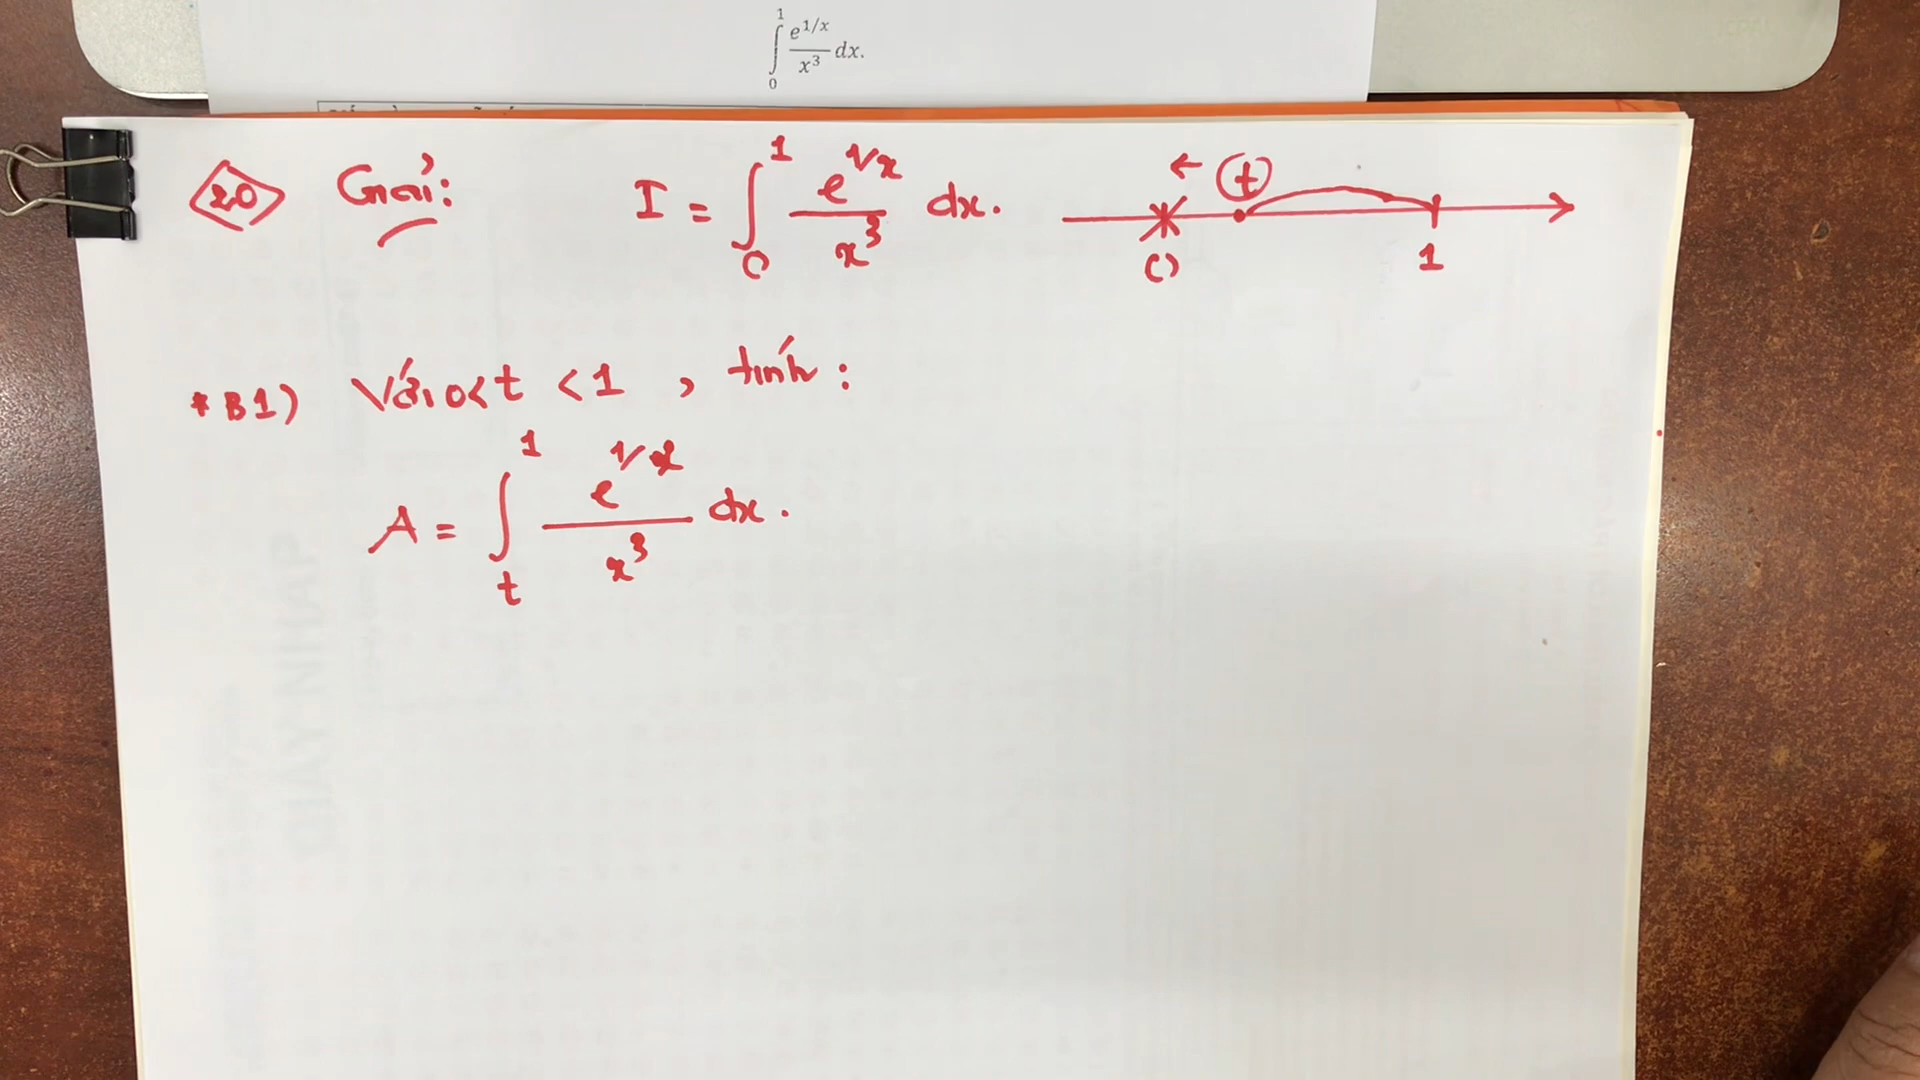 ∫₀¹ e^{1/x}/x³ dx.
20 Giải: I = ∫₀¹ e^{1/x}/x³ dx. ← t
0 1
* B1) Với 0 < t < 1 , tính :
A = ∫ₜ¹ e^{1/x}/x³ dx .